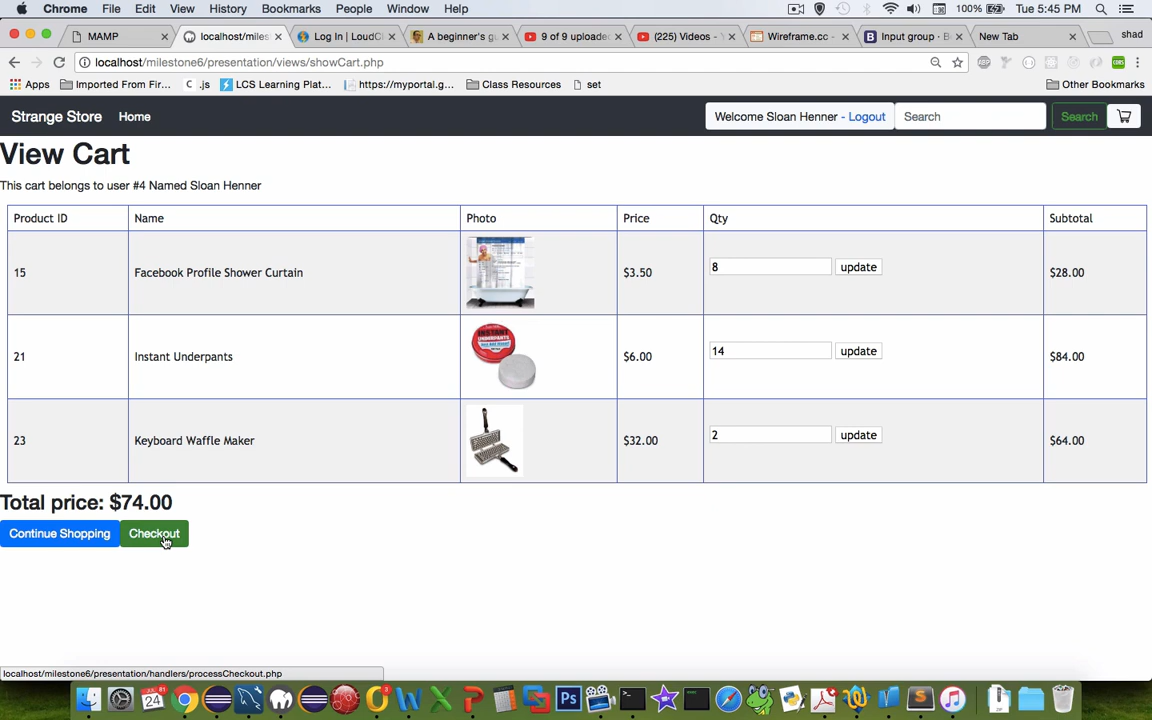 Chrome File Edit View History Bookmarks People Window Help 100% Tue 5:45 PM
MAMP localhost/miles Log In | LoudCl A beginner's gu 9 of 9 uploade (225) Videos - Y Wireframe.cc - Input group · B New Tab shad
localhost/milestone6/presentation/views/showCart.php
Apps Imported From Fir... C .js LCS Learning Plat... https://myportal.g... Class Resources set Other Bookmarks
Strange Store Home Welcome Sloan Henner - Logout Search Search
View Cart
This cart belongs to user #4 Named Sloan Henner
Product ID Name Photo Price Qty Subtotal
15 Facebook Profile Shower Curtain $3.50 8 update $28.00
21 Instant Underpants $6.00 14 update $84.00
23 Keyboard Waffle Maker $32.00 2 update $64.00
Total price: $74.00
Continue Shopping Checkout
localhost/milestone6/presentation/handlers/processCheckout.php